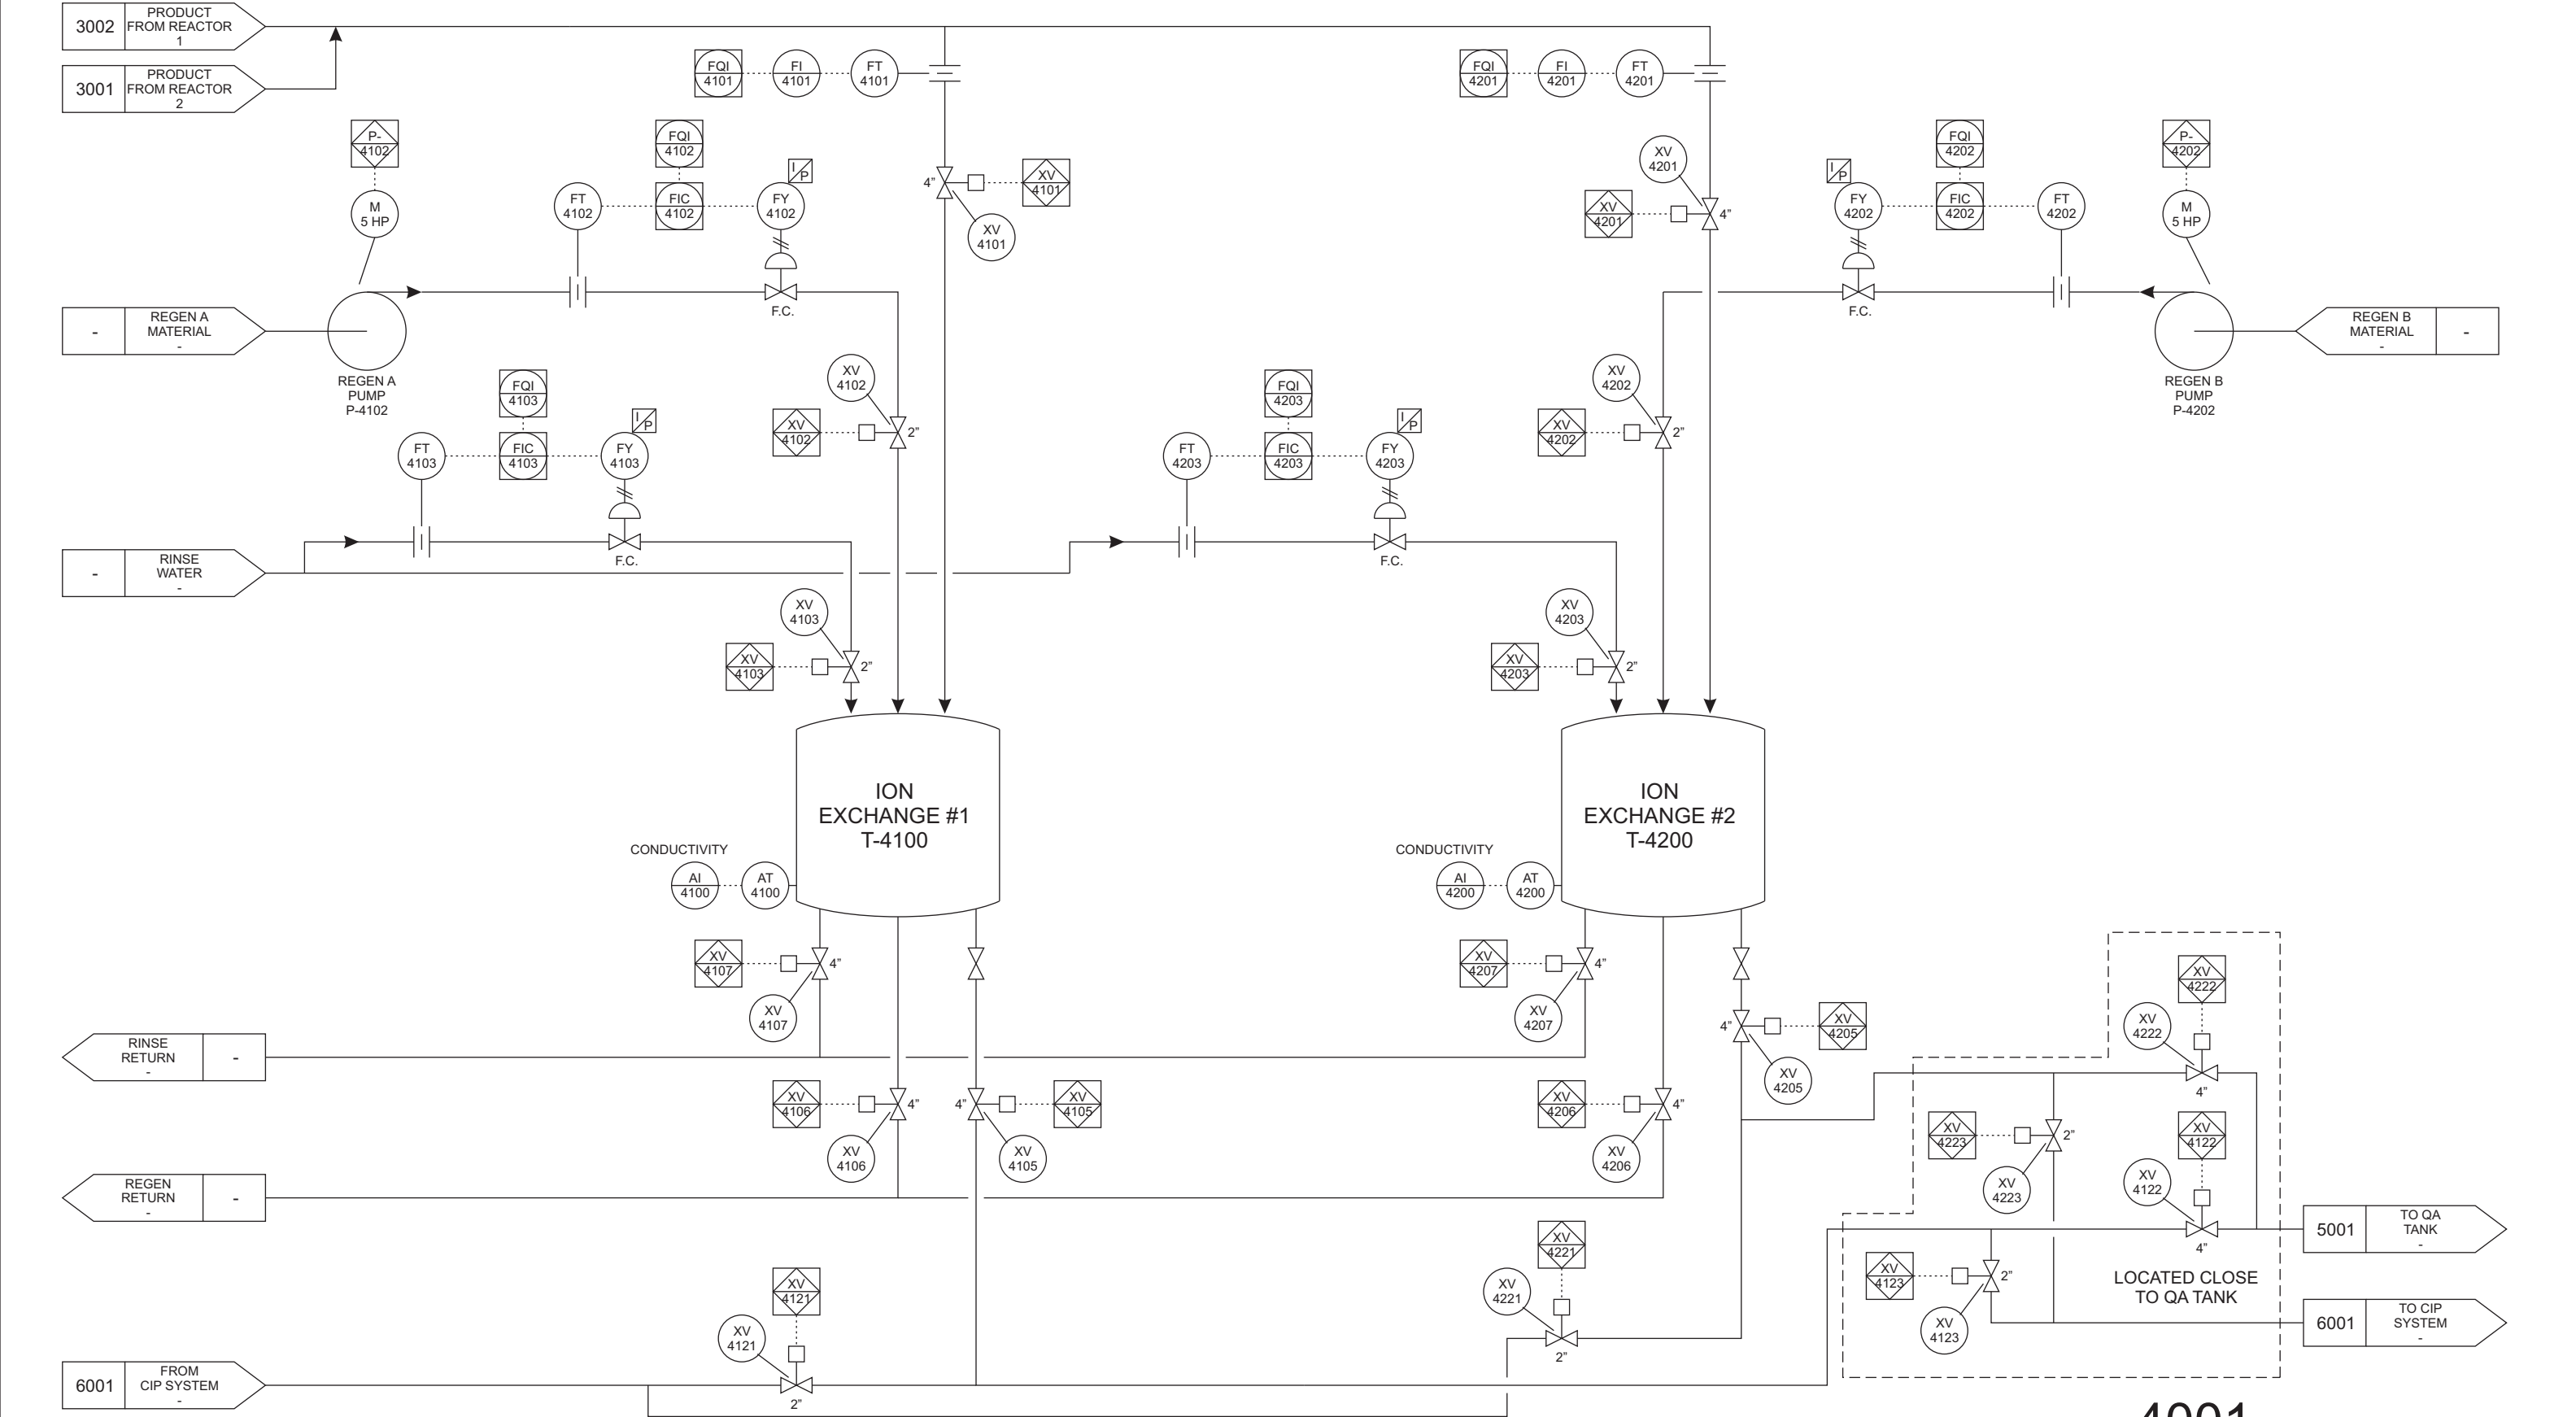 3002
PRODUCT
FROM REACTOR
1
3001
PRODUCT
FROM REACTOR
2
FQI
4101
FI
4101
FT
4101
FQI
4201
FI
4201
FT
4201
P-
4102
M
5 HP
FQI
4102
FT
4102
FIC
4102
FY
4102
I/P
F.C.
4"
XV
4101
XV
4101
XV
4201
XV
4201
4"
I/P
FY
4202
FQI
4202
FIC
4202
FT
4202
F.C.
P-
4202
M
5 HP
-
REGEN A
MATERIAL
-
REGEN A
PUMP
P-4102
REGEN B
MATERIAL
-
-
REGEN B
PUMP
P-4202
FQI
4103
FT
4103
FIC
4103
FY
4103
I/P
F.C.
XV
4102
XV
4102
2"
FQI
4203
FT
4203
FIC
4203
FY
4203
I/P
F.C.
XV
4202
XV
4202
2"
-
RINSE
WATER
-
XV
4103
XV
4103
2"
XV
4203
XV
4203
2"
ION
EXCHANGE #1
T-4100
ION
EXCHANGE #2
T-4200
CONDUCTIVITY
AI
4100
AT
4100
CONDUCTIVITY
AI
4200
AT
4200
XV
4107
4"
XV
4107
XV
4207
4"
XV
4207
4"
XV
4205
XV
4205
RINSE
RETURN
-
-
XV
4106
4"
XV
4106
4"
XV
4105
XV
4105
XV
4206
4"
XV
4206
XV
4222
XV
4222
4"
XV
4223
2"
XV
4223
XV
4122
XV
4122
4"
REGEN
RETURN
-
-
5001
TO QA
TANK
-
XV
4123
2"
XV
4123
LOCATED CLOSE
TO QA TANK
6001
TO CIP
SYSTEM
-
XV
4121
XV
4121
2"
XV
4221
XV
4221
2"
6001
FROM
CIP SYSTEM
-
4001